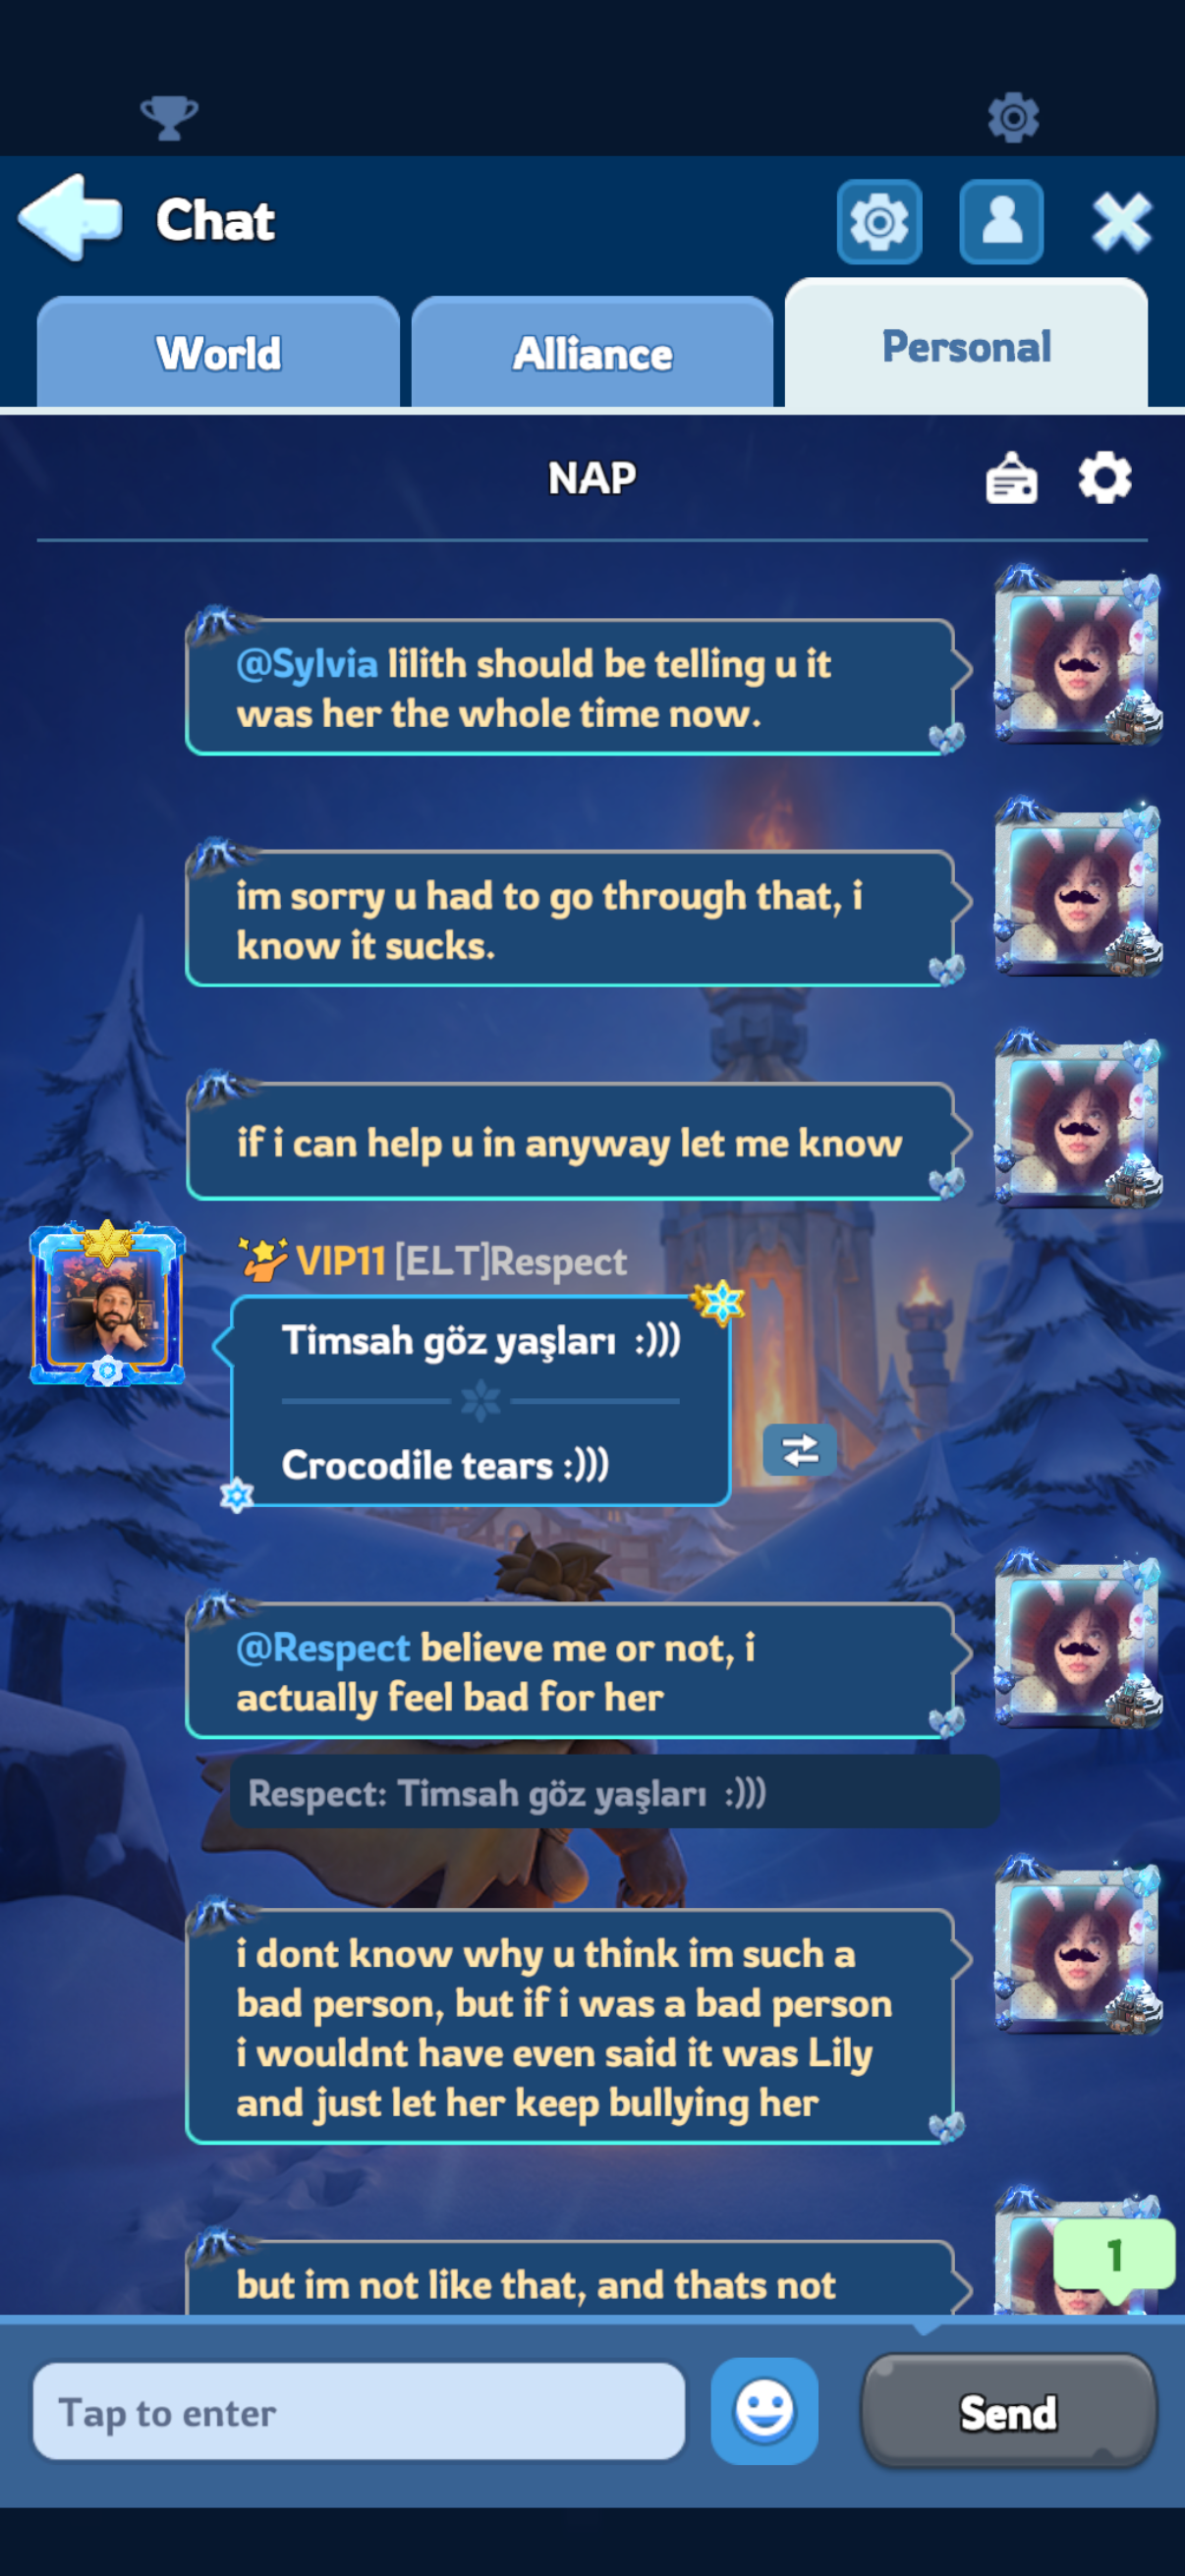 Chat
World
Alliance
Personal
NAP
@Sylvia lilith should be telling u it
was her the whole time now.
im sorry u had to go through that, i
know it sucks.
if i can help u in anyway let me know
VIP11 [ELT]Respect
Timsah göz yaşları :)))
Crocodile tears :)))
@Respect believe me or not, i
actually feel bad for her
Respect: Timsah göz yaşları :)))
i dont know why u think im such a
bad person, but if i was a bad person
i wouldnt have even said it was Lily
and just let her keep bullying her
but im not like that, and thats not
1
Tap to enter
Send